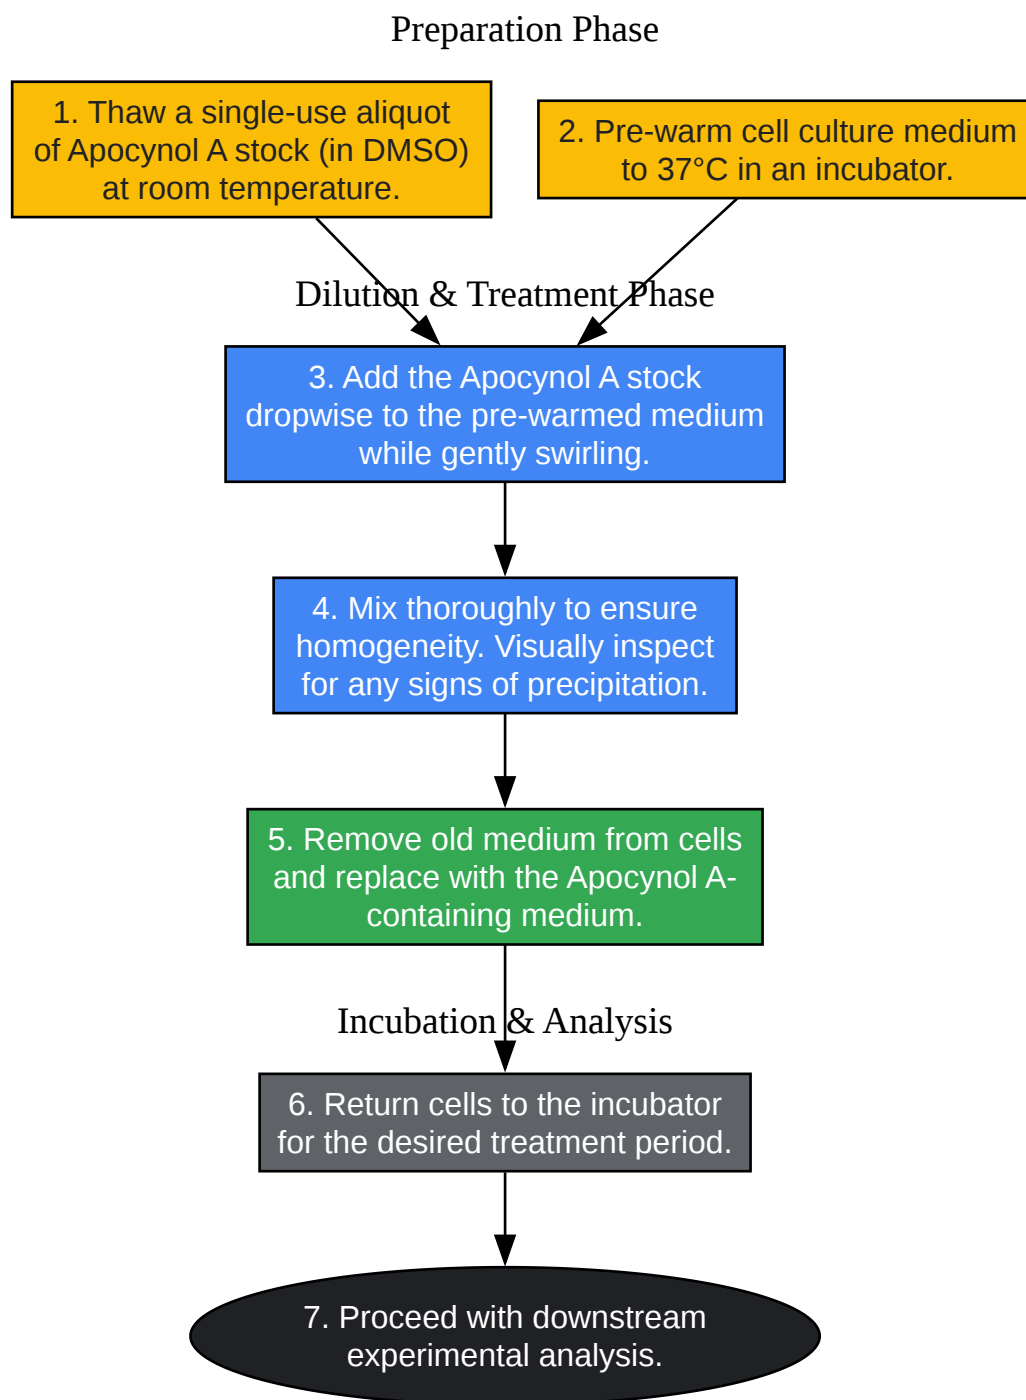 Preparation Phase
1. Thaw a single-use aliquot
of Apocynol A stock (in DMSO)
at room temperature.
2. Pre-warm cell culture medium
to 37°C in an incubator.
Dilution & Treatment Phase
3. Add the Apocynol A stock
dropwise to the pre-warmed medium
while gently swirling.
4. Mix thoroughly to ensure
homogeneity. Visually inspect
for any signs of precipitation.
5. Remove old medium from cells
and replace with the Apocynol A-
containing medium.
Incubation & Analysis
6. Return cells to the incubator
for the desired treatment period.
7. Proceed with downstream
experimental analysis.